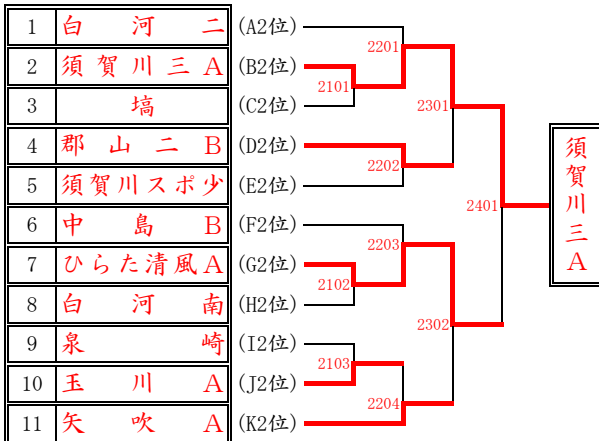 1 白河二 (A2位)
2 須賀川三A (B2位)
3 塙 (C2位)
4 郡山二B (D2位)
5 須賀川スポ少 (E2位)
6 中島B (F2位)
7 ひらた清風A (G2位)
8 白河南 (H2位)
9 泉崎 (I2位)
10 玉川A (J2位)
11 矢吹A (K2位)
2101
2102
2103
2201
2202
2203
2204
2301
2302
2401
須賀川三A